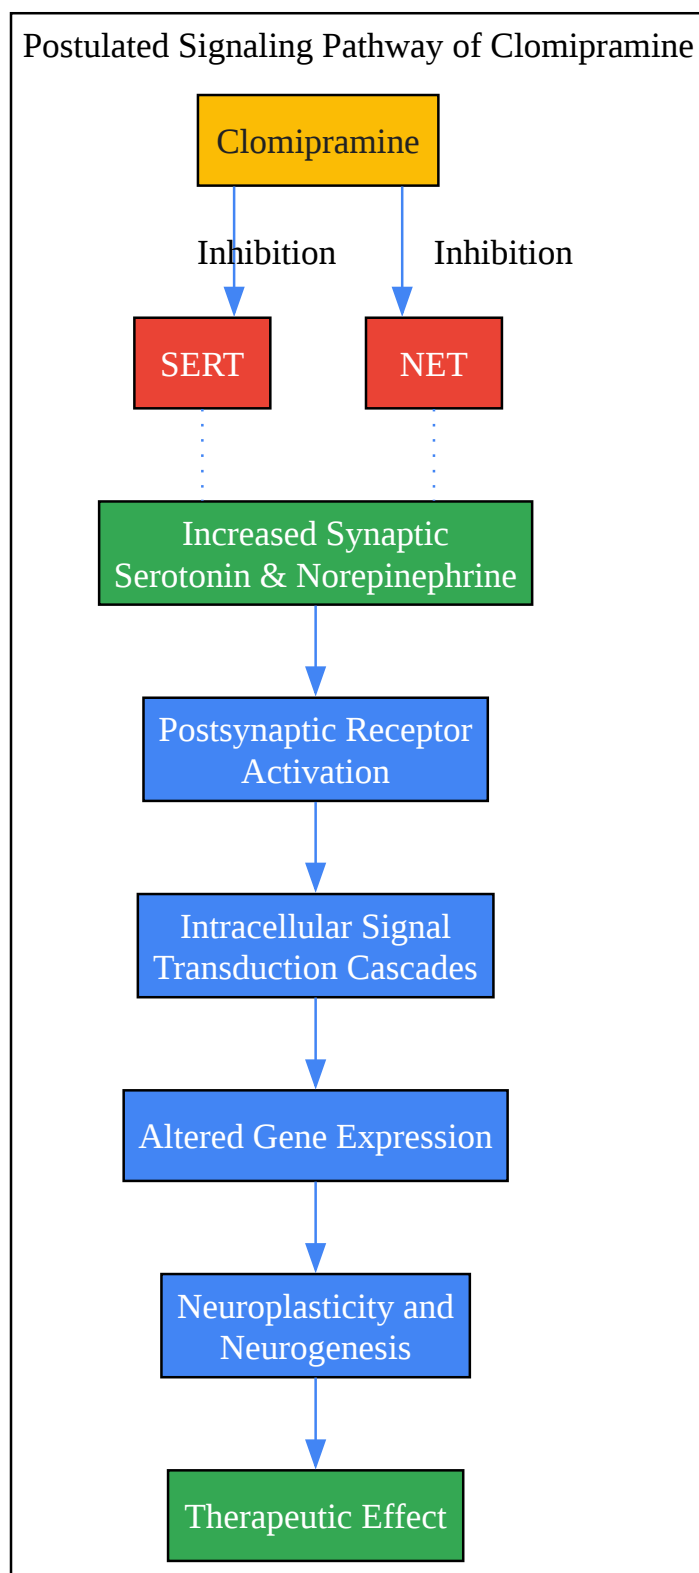 Postulated Signaling Pathway of Clomipramine
Clomipramine
Inhibition
Inhibition
SERT
NET
Increased Synaptic
Serotonin & Norepinephrine
Postsynaptic Receptor
Activation
Intracellular Signal
Transduction Cascades
Altered Gene Expression
Neuroplasticity and
Neurogenesis
Therapeutic Effect